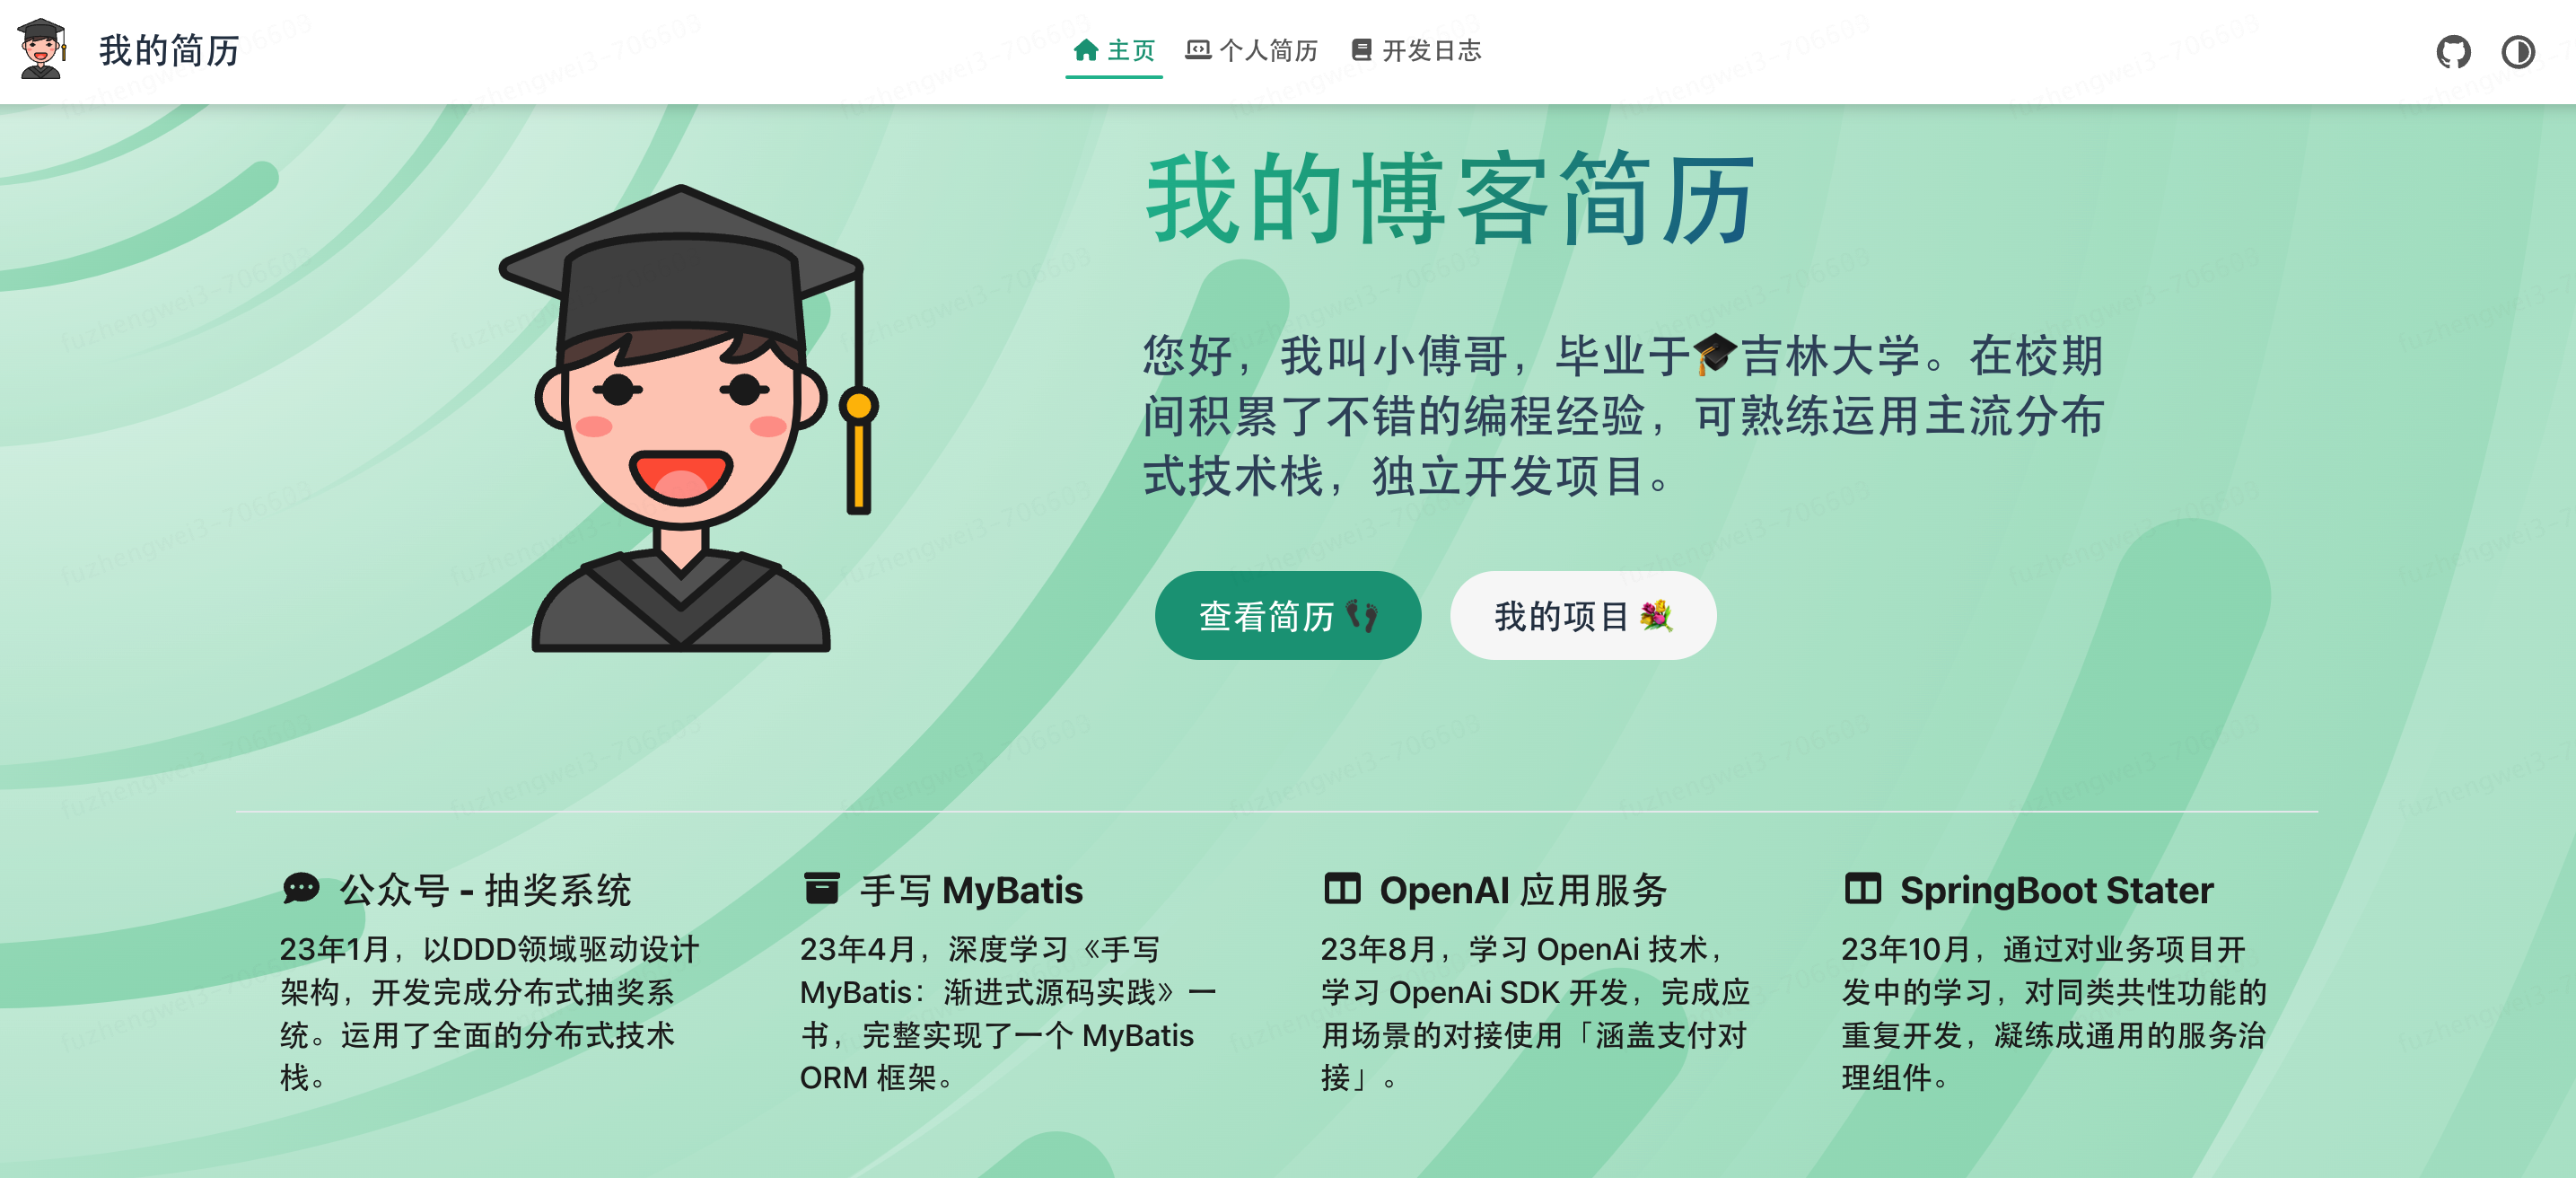 我的简历
主页
个人简历
开发日志
我的博客简历
您好，我叫小傅哥，毕业于🎓吉林大学。在校期
间积累了不错的编程经验，可熟练运用主流分布
式技术栈，独立开发项目。
查看简历 👣
我的项目 💐
公众号 - 抽奖系统
23年1月，以DDD领域驱动设计
架构，开发完成分布式抽奖系
统。运用了全面的分布式技术
栈。
手写 MyBatis
23年4月，深度学习《手写
MyBatis：渐进式源码实践》一
书，完整实现了一个 MyBatis
ORM 框架。
OpenAI 应用服务
23年8月，学习 OpenAi 技术，
学习 OpenAi SDK 开发，完成应
用场景的对接使用「涵盖支付对
接」。
SpringBoot Stater
23年10月，通过对业务项目开
发中的学习，对同类共性功能的
重复开发，凝练成通用的服务治
理组件。
fuzhengwei3-706603